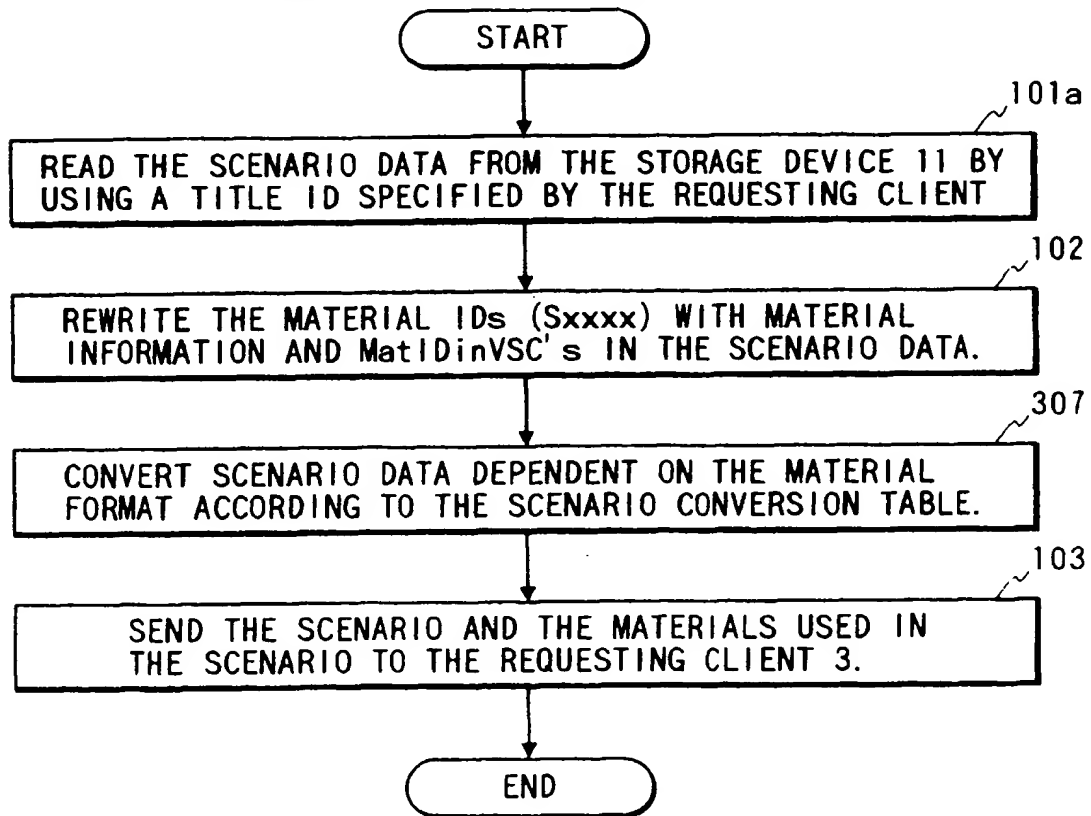 START
101a
READ THE SCENARIO DATA FROM THE STORAGE DEVICE 11 BY
USING A TITLE ID SPECIFIED BY THE REQUESTING CLIENT
102
REWRITE THE MATERIAL IDs (Sxxxx) WITH MATERIAL
INFORMATION AND MatIDinVSC's IN THE SCENARIO DATA.
307
CONVERT SCENARIO DATA DEPENDENT ON THE MATERIAL
FORMAT ACCORDING TO THE SCENARIO CONVERSION TABLE.
103
SEND THE SCENARIO AND THE MATERIALS USED IN
THE SCENARIO TO THE REQUESTING CLIENT 3.
END